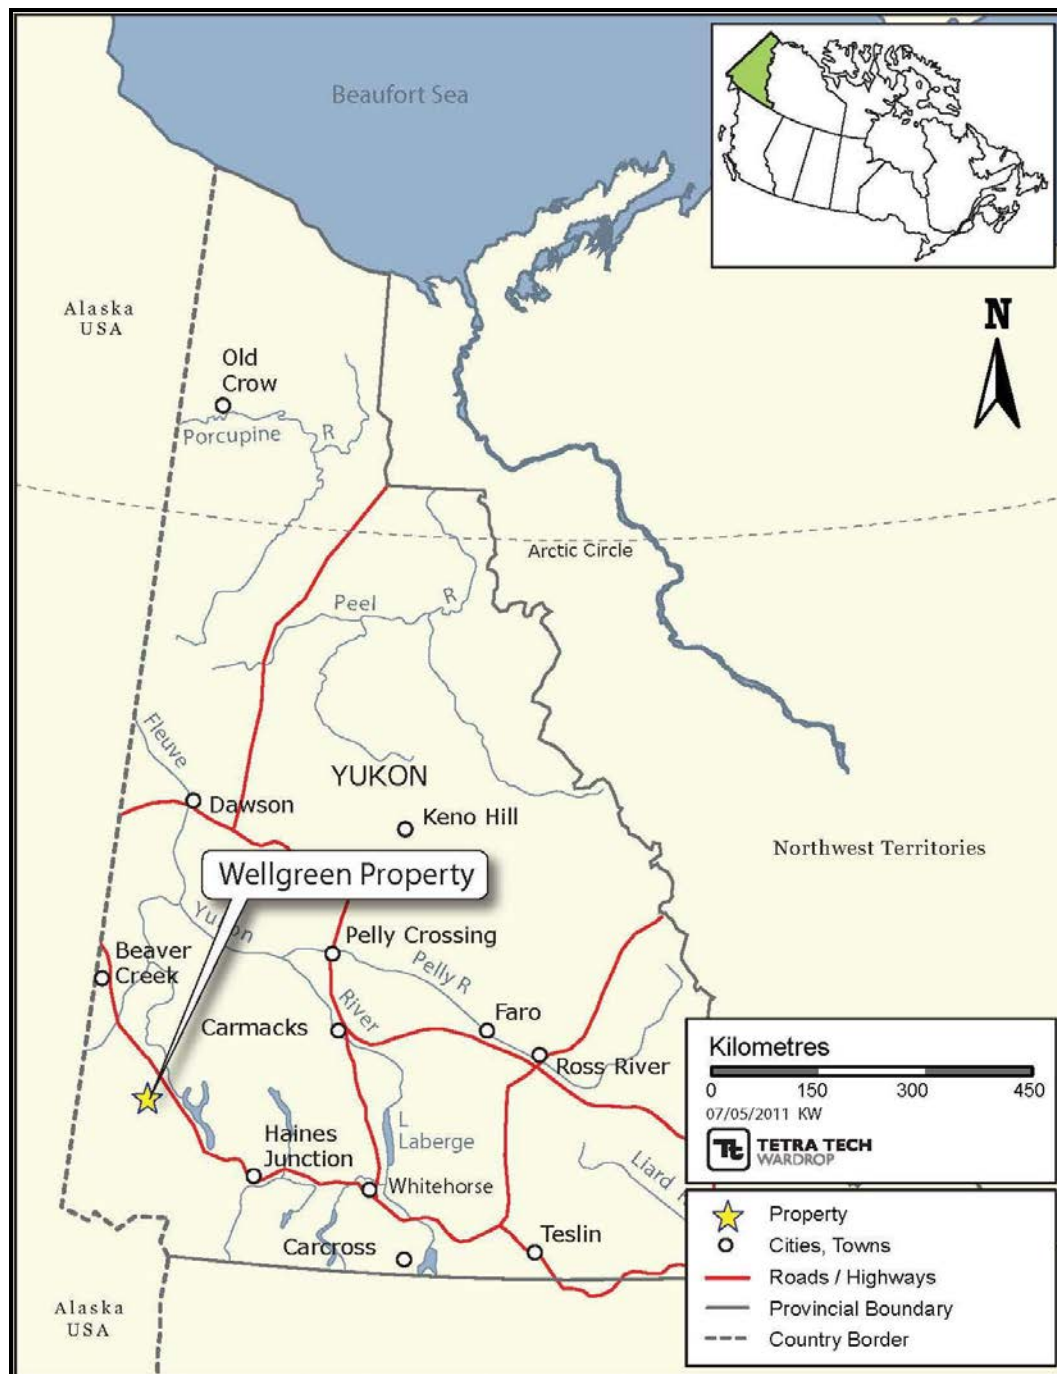 Beaufort Sea
N
Alaska
USA
Old
Crow
Porcupine R
Arctic Circle
Peel R
Fleuve
YUKON
Dawson
Keno Hill
Northwest Territories
Wellgreen Property
Yukon
Beaver
Creek
Pelly Crossing
Pelly R
River
Carmacks
Faro
Ross River
Haines
Junction
L
Laberge
Liard
Whitehorse
Carcross
Teslin
Alaska
USA
Kilometres
0 150 300 450
07/05/2011 KW
Tt TETRA TECH
WARDROP
Property
Cities, Towns
Roads / Highways
Provincial Boundary
Country Border